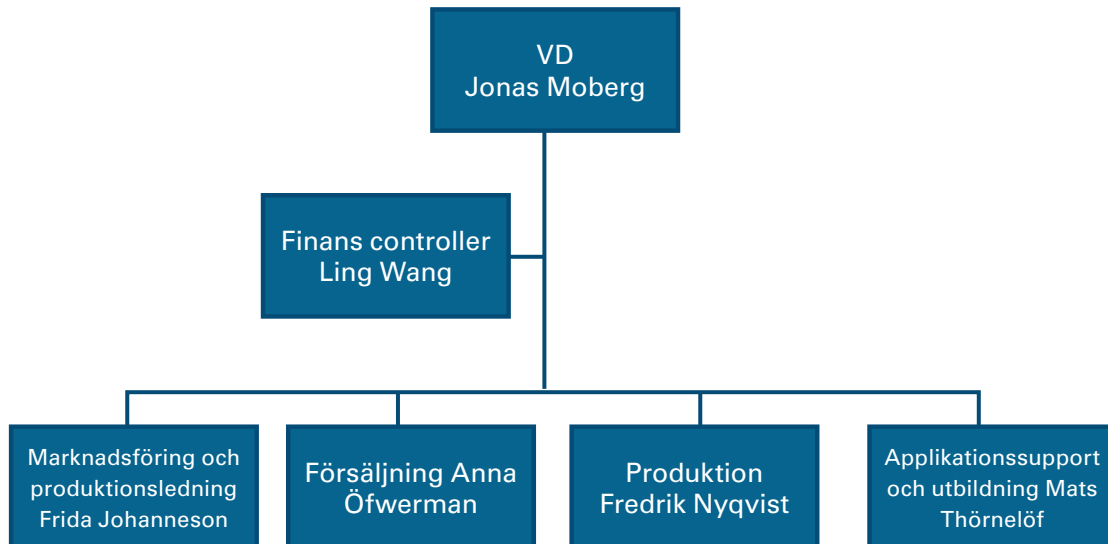 VD
Jonas Moberg
Finans controller
Ling Wang
Marknadsföring och
produktionsledning
Frida Johanneson
Försäljning Anna
Öfwerman
Produktion
Fredrik Nyqvist
Applikationssupport
och utbildning Mats
Thörnelöf